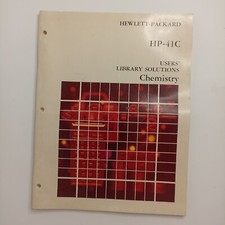 HEWLETT-PACKARD
HP-41C
USERS'
LIBRARY SOLUTIONS
Chemistry